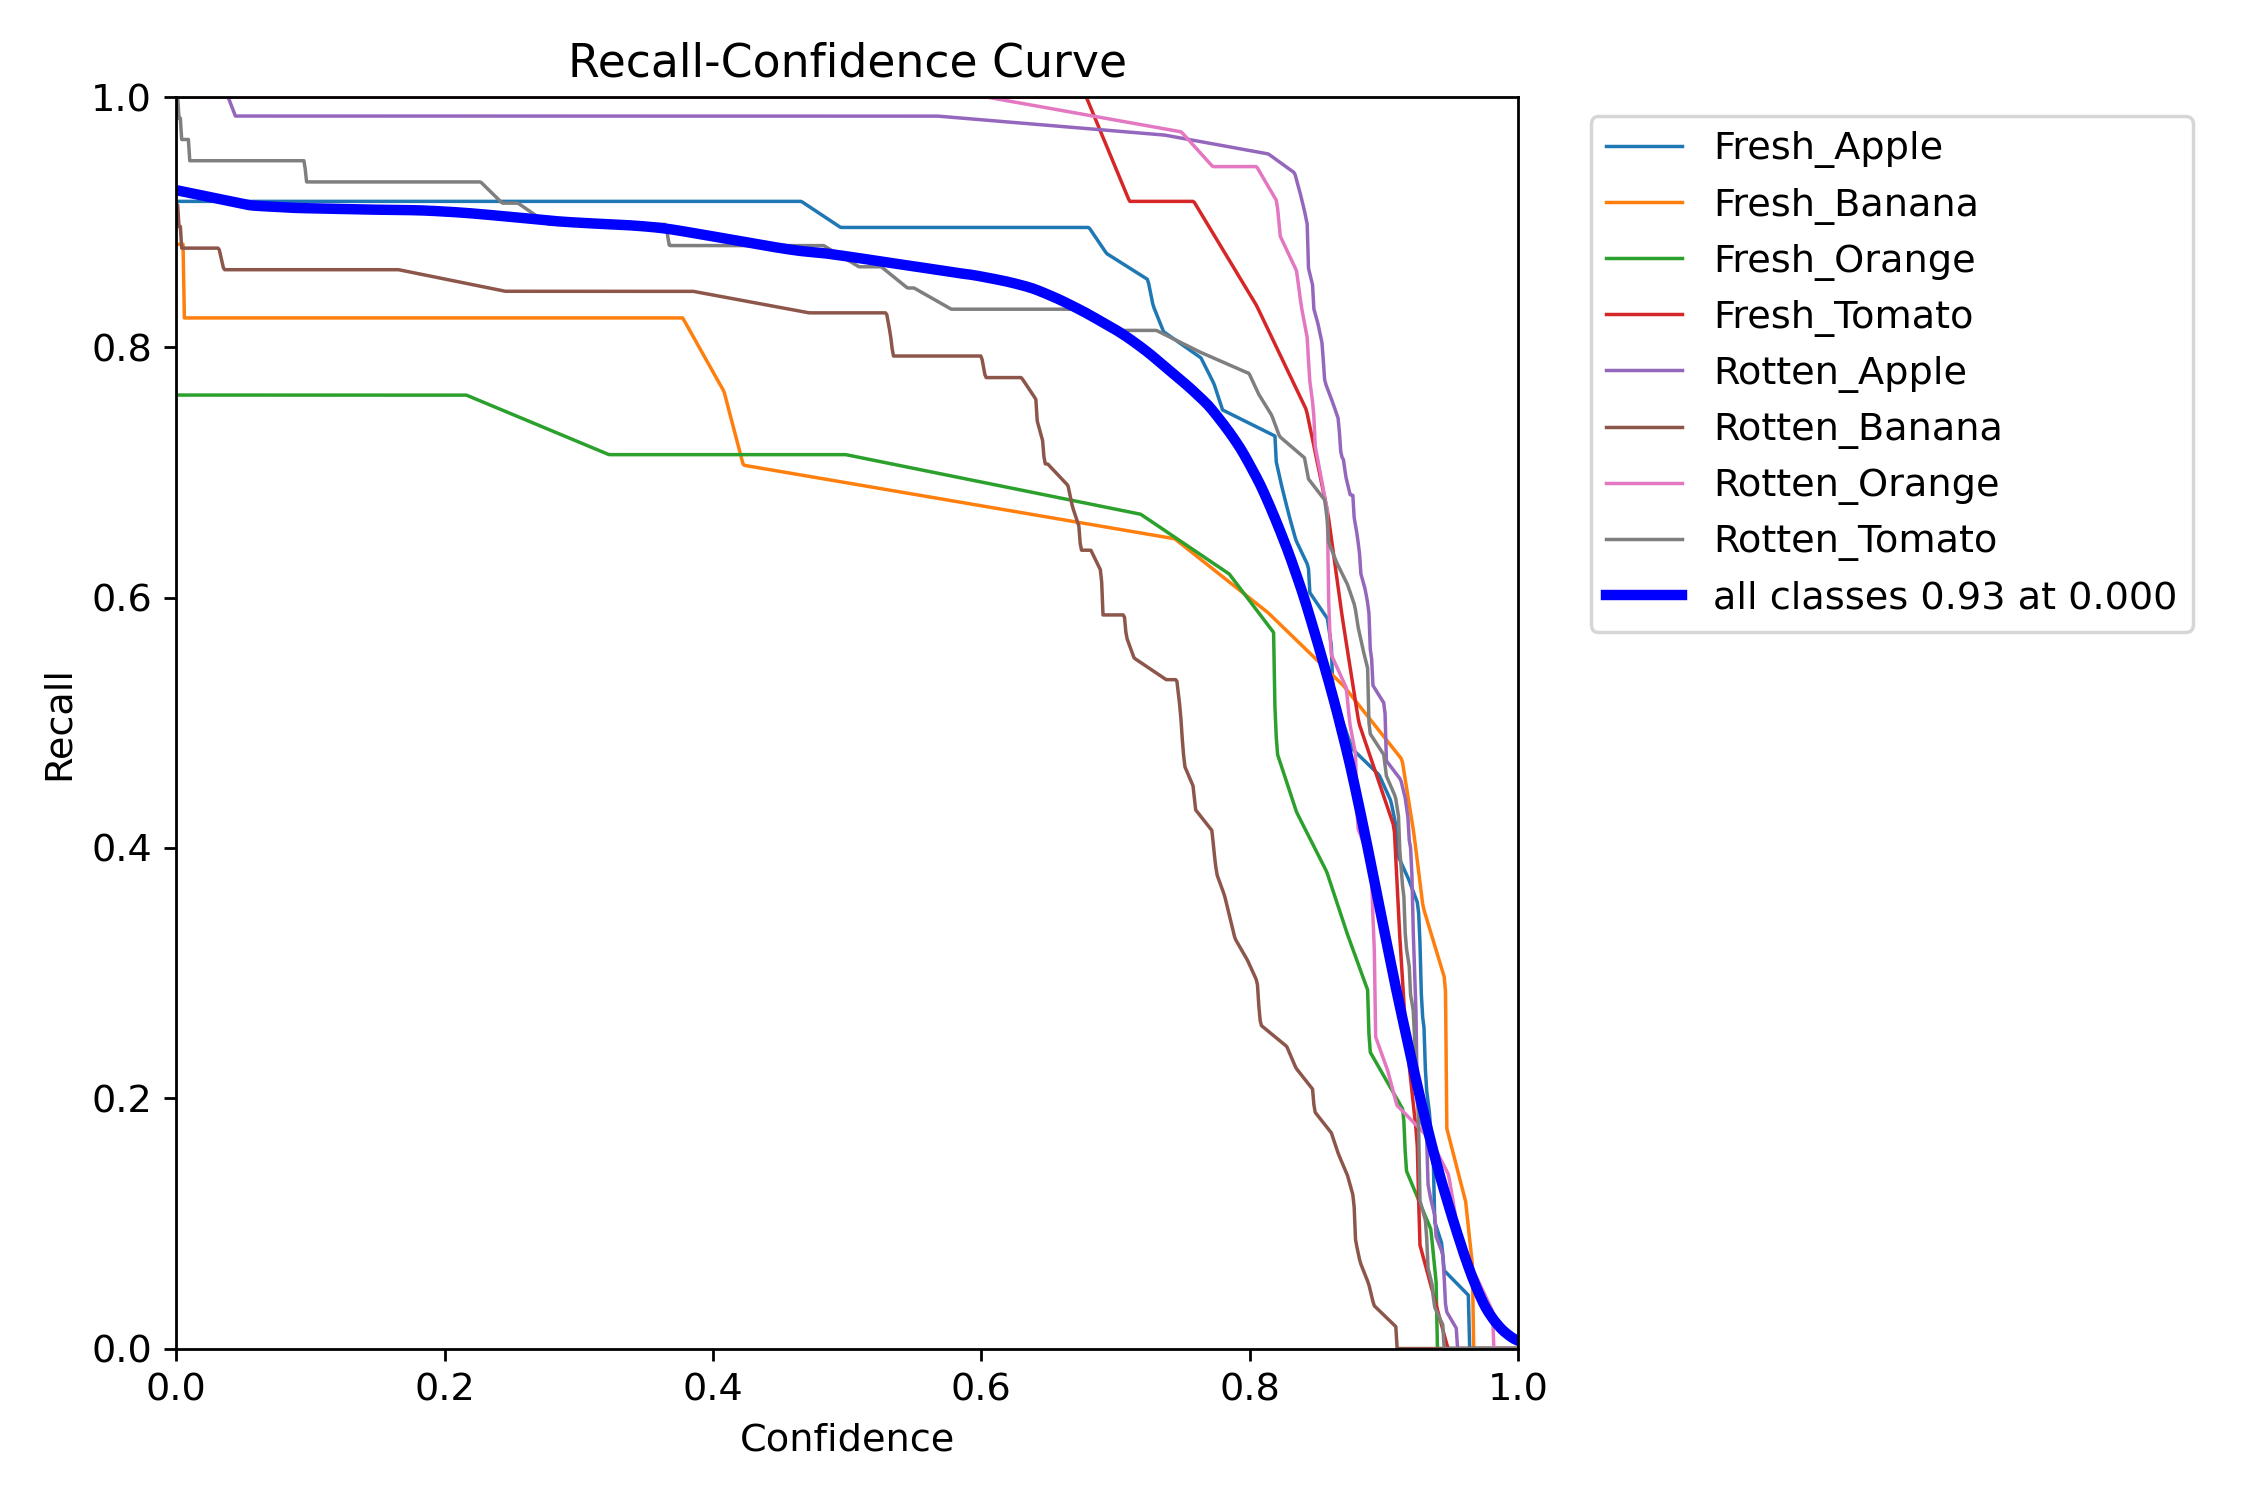 Recall-Confidence Curve
1.0
0.8
0.6
0.4
0.2
0.0
Recall
0.0 0.2 0.4 0.6 0.8 1.0
Confidence
Fresh_Apple
Fresh_Banana
Fresh_Orange
Fresh_Tomato
Rotten_Apple
Rotten_Banana
Rotten_Orange
Rotten_Tomato
all classes 0.93 at 0.000